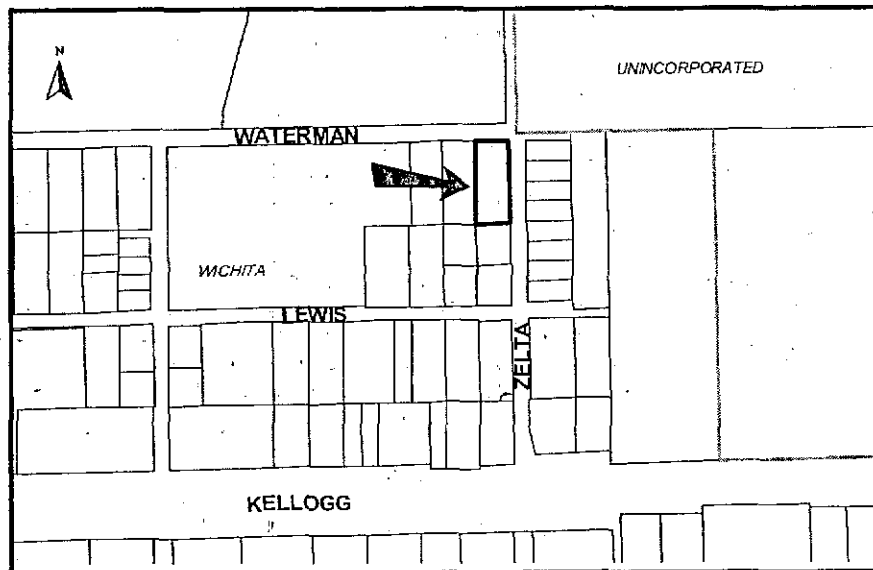 N
UNINCORPORATED
WATERMAN
WICHITA
LEWIS
ZELTA
KELLOGG